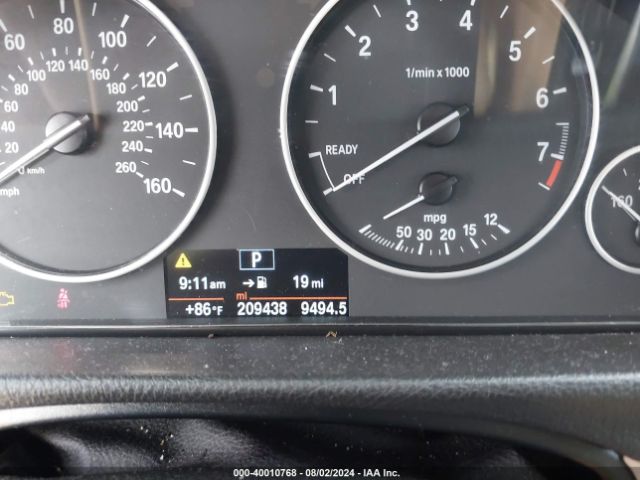 60 80 100 120 140 160
20 40 60 80 100 120 140 160 180 200 220 240 260
km/h
mph
1 2 3 4 5 6 7
1/min x 1000
READY
OFF
mpg
50 30 20 15 12
160
P
9:11am 19 mi
mi
+86°F 209438 9494.5
000-40010768 - 08/02/2024 - IAA Inc.